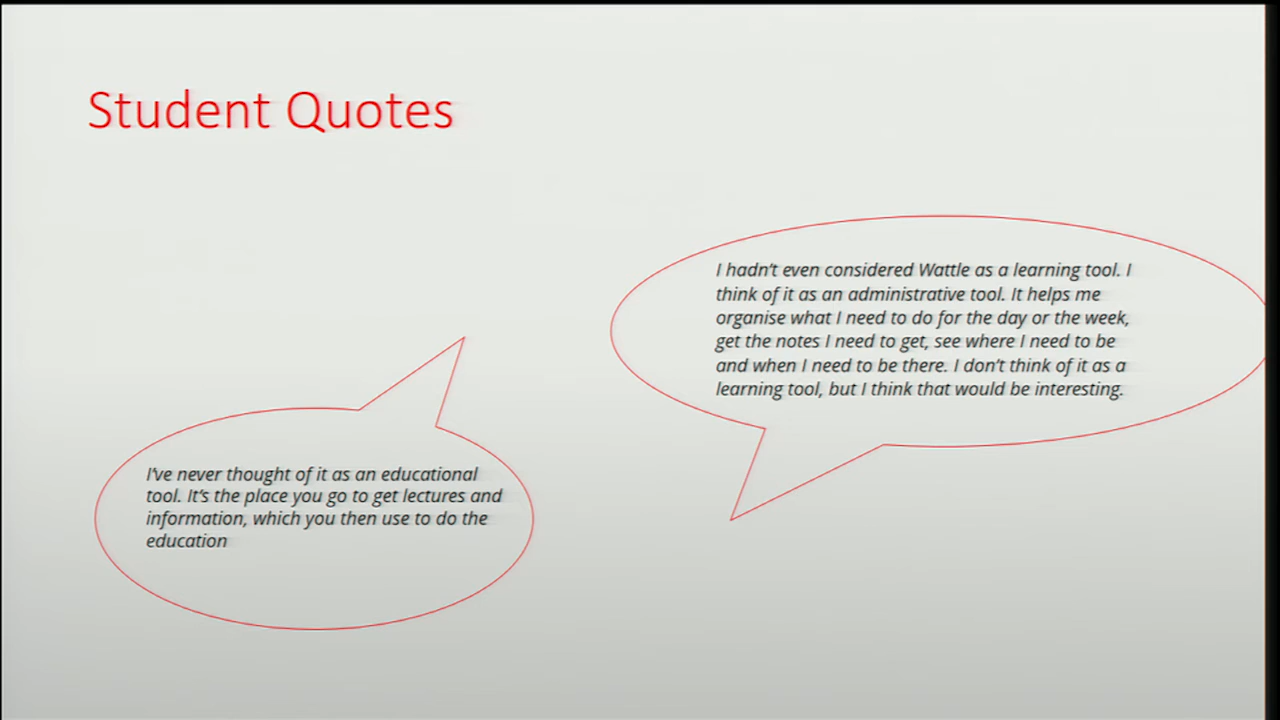 Student Quotes
I hadn't even considered Wattle as a learning tool. I
think of it as an administrative tool. It helps me
organise what I need to do for the day or the week,
get the notes I need to get, see where I need to be
and when I need to be there. I don't think of it as a
learning tool, but I think that would be interesting.
I've never thought of it as an educational
tool. It's the place you go to get lectures and
information, which you then use to do the
education